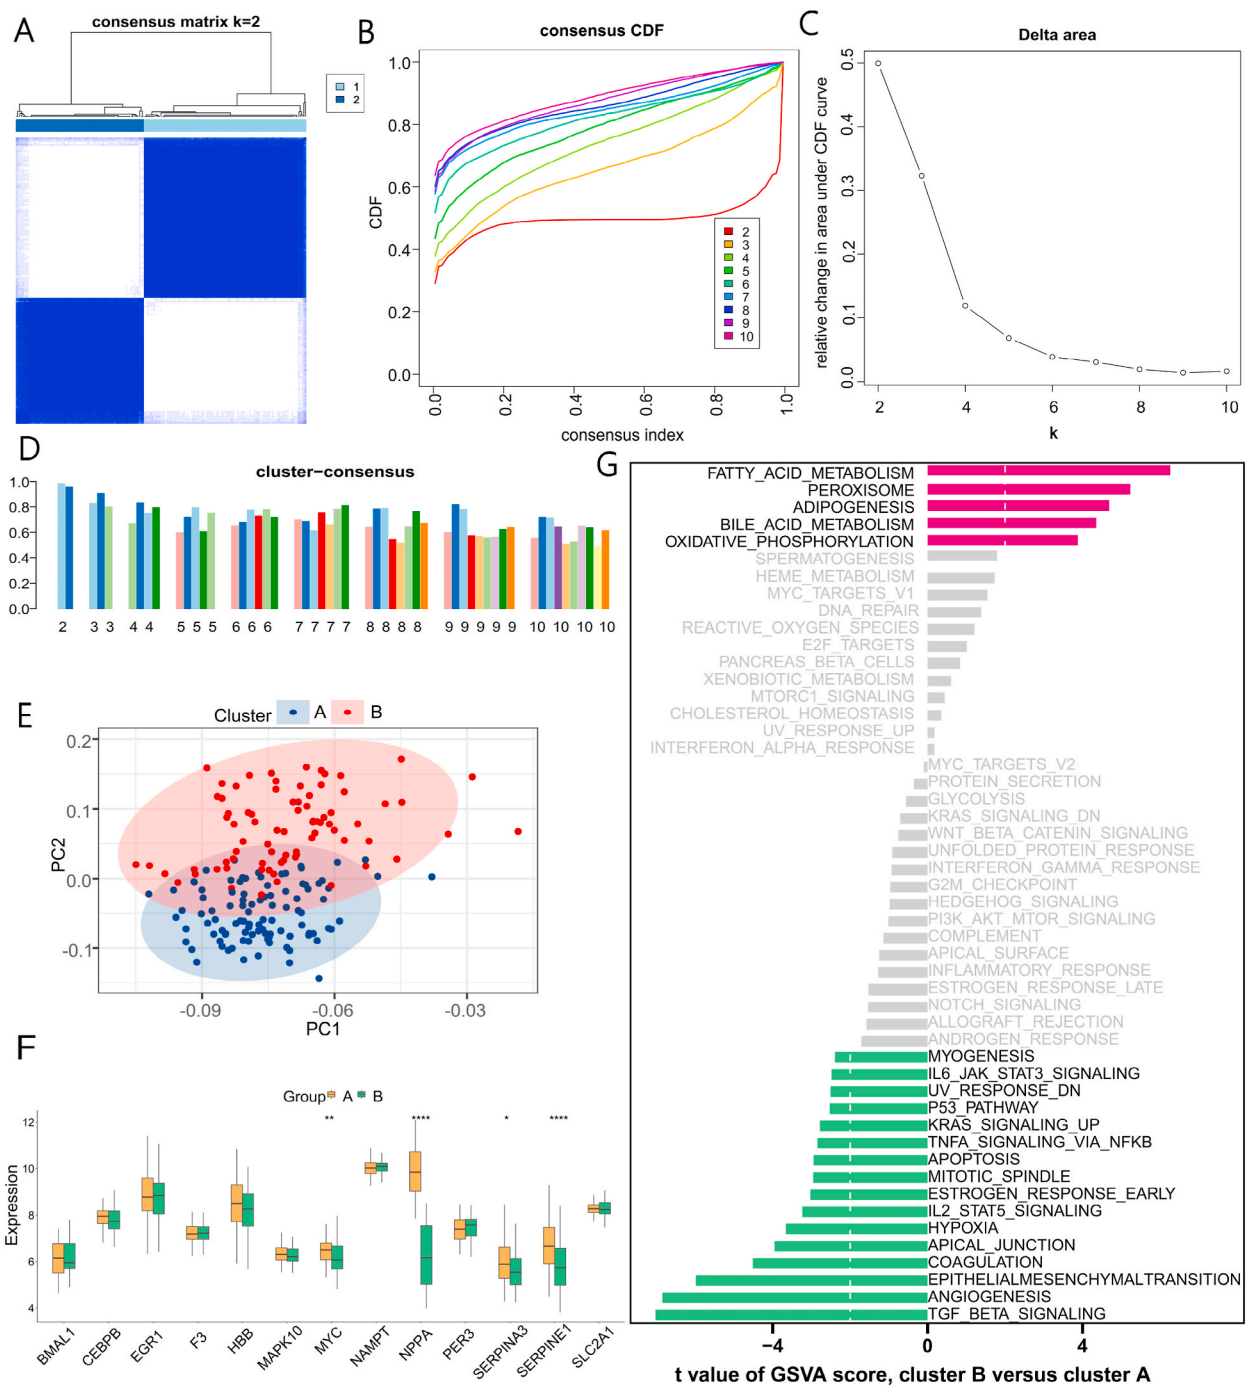 A
consensus matrix k=2
1
2
B
consensus CDF
CDF
1.0
0.8
0.6
0.4
0.2
0.0
2
3
4
5
6
7
8
9
10
0.0 0.2 0.4 0.6 0.8 1.0
consensus index
C
Delta area
relative change in area under CDF curve
0.5
0.4
0.3
0.2
0.1
0.0
2 4 6 8 10
k
D
cluster-consensus
1.0
0.8
0.6
0.4
0.2
0.0
2 3 3 4 4 5 5 5 6 6 6 7 7 7 7 8 8 8 8 9 9 9 9 9 10 10 10 10
E
Cluster A B
PC2
0.2
0.1
0.0
-0.1
-0.09 -0.06 -0.03
PC1
F
Group A B
** **** * ****
Expression
12
10
8
6
4
BMAL1 CEBPB EGR1 F3 HBB MAPK10 MYC NAMPT NPPA PER3 SERPINA3 SERPINE1 SLC2A1
G
FATTY_ACID_METABOLISM
PEROXISOME
ADIPOGENESIS
BILE_ACID_METABOLISM
OXIDATIVE_PHOSPHORYLATION
SPERMATOGENESIS
HEME_METABOLISM
MYC_TARGETS_V1
DNA_REPAIR
REACTIVE_OXYGEN_SPECIES
E2F_TARGETS
PANCREAS_BETA_CELLS
XENOBIOTIC_METABOLISM
MTORC1_SIGNALING
CHOLESTEROL_HOMEOSTASIS
UV_RESPONSE_UP
INTERFERON_ALPHA_RESPONSE
MYC_TARGETS_V2
PROTEIN_SECRETION
GLYCOLYSIS
KRAS_SIGNALING_DN
WNT_BETA_CATENIN_SIGNALING
UNFOLDED_PROTEIN_RESPONSE
INTERFERON_GAMMA_RESPONSE
G2M_CHECKPOINT
HEDGEHOG_SIGNALING
PI3K_AKT_MTOR_SIGNALING
COMPLEMENT
APICAL_SURFACE
INFLAMMATORY_RESPONSE
ESTROGEN_RESPONSE_LATE
NOTCH_SIGNALING
ALLOGRAFT_REJECTION
ANDROGEN_RESPONSE
MYOGENESIS
IL6_JAK_STAT3_SIGNALING
UV_RESPONSE_DN
P53_PATHWAY
KRAS_SIGNALING_UP
TNFA_SIGNALING_VIA_NFKB
APOPTOSIS
MITOTIC_SPINDLE
ESTROGEN_RESPONSE_EARLY
IL2_STAT5_SIGNALING
HYPOXIA
APICAL_JUNCTION
COAGULATION
EPITHELIALMESENCHYMALTRANSITION
ANGIOGENESIS
TGF_BETA_SIGNALING
−4 0 4
t value of GSVA score, cluster B versus cluster A